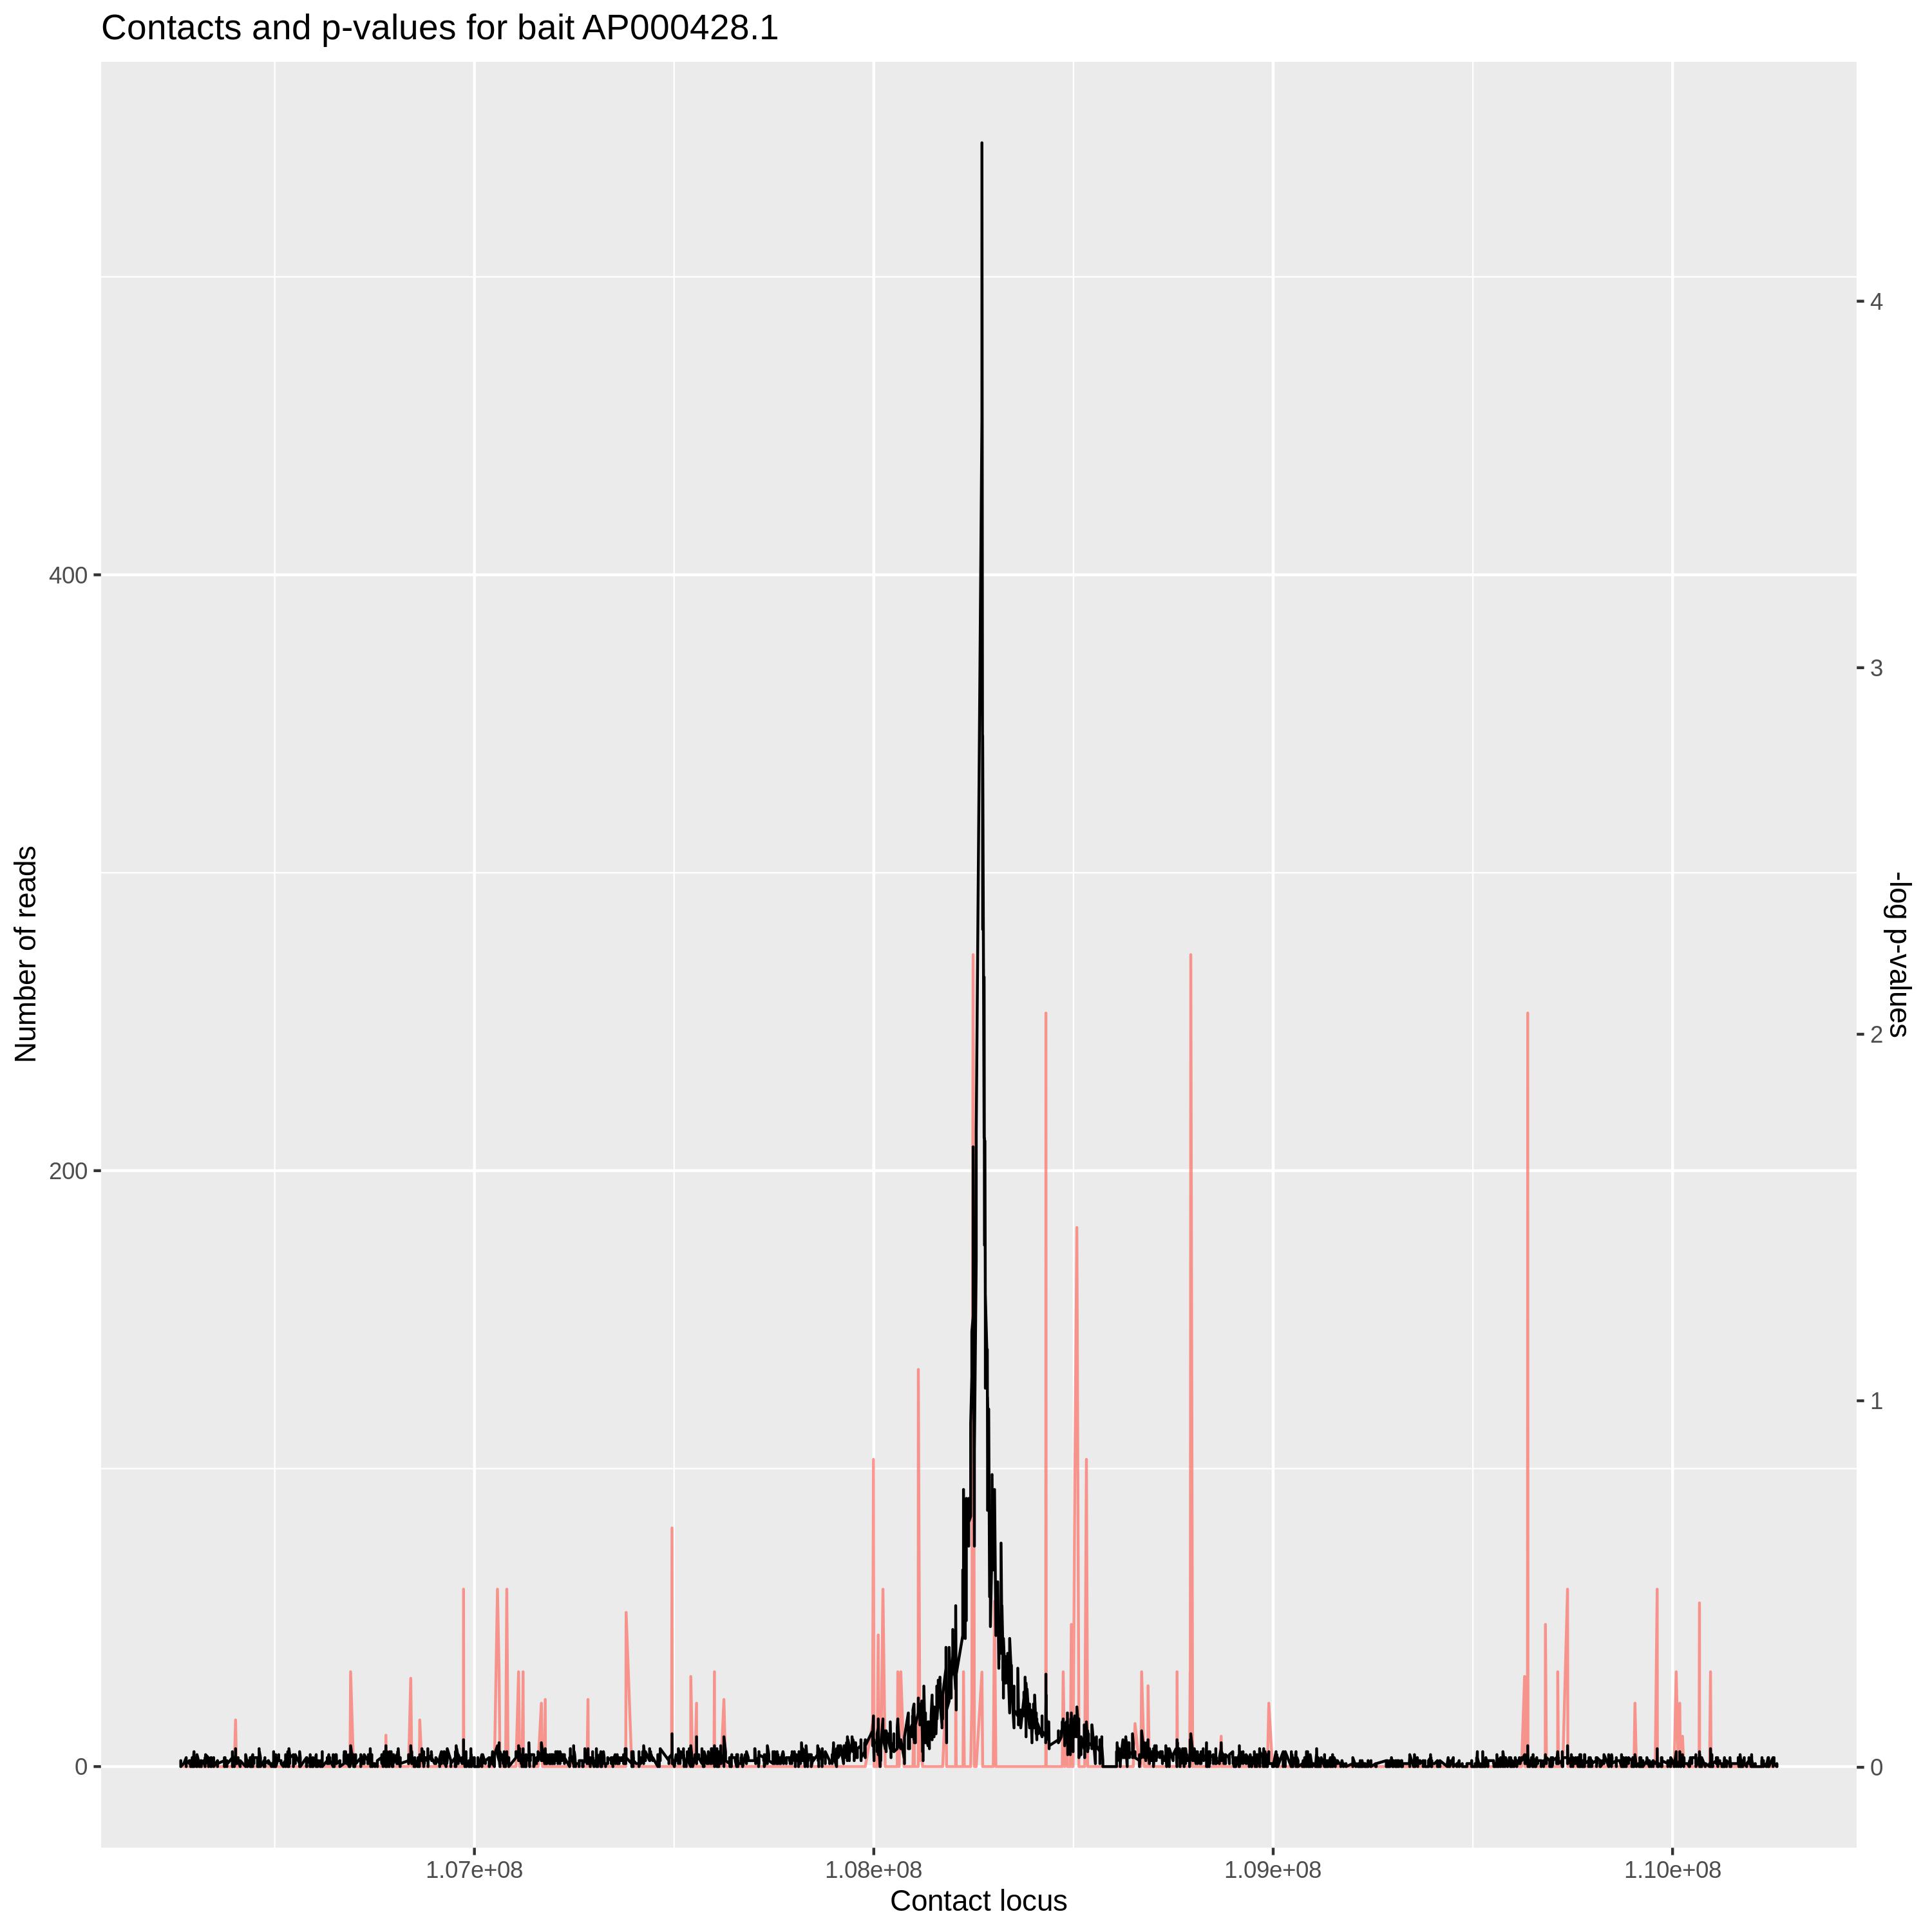 Contacts and p-values for bait AP000428.1
Number of reads
400
200
0
4
3
2
1
0
-log p-values
1.07e+08
1.08e+08
1.09e+08
1.10e+08
Contact locus